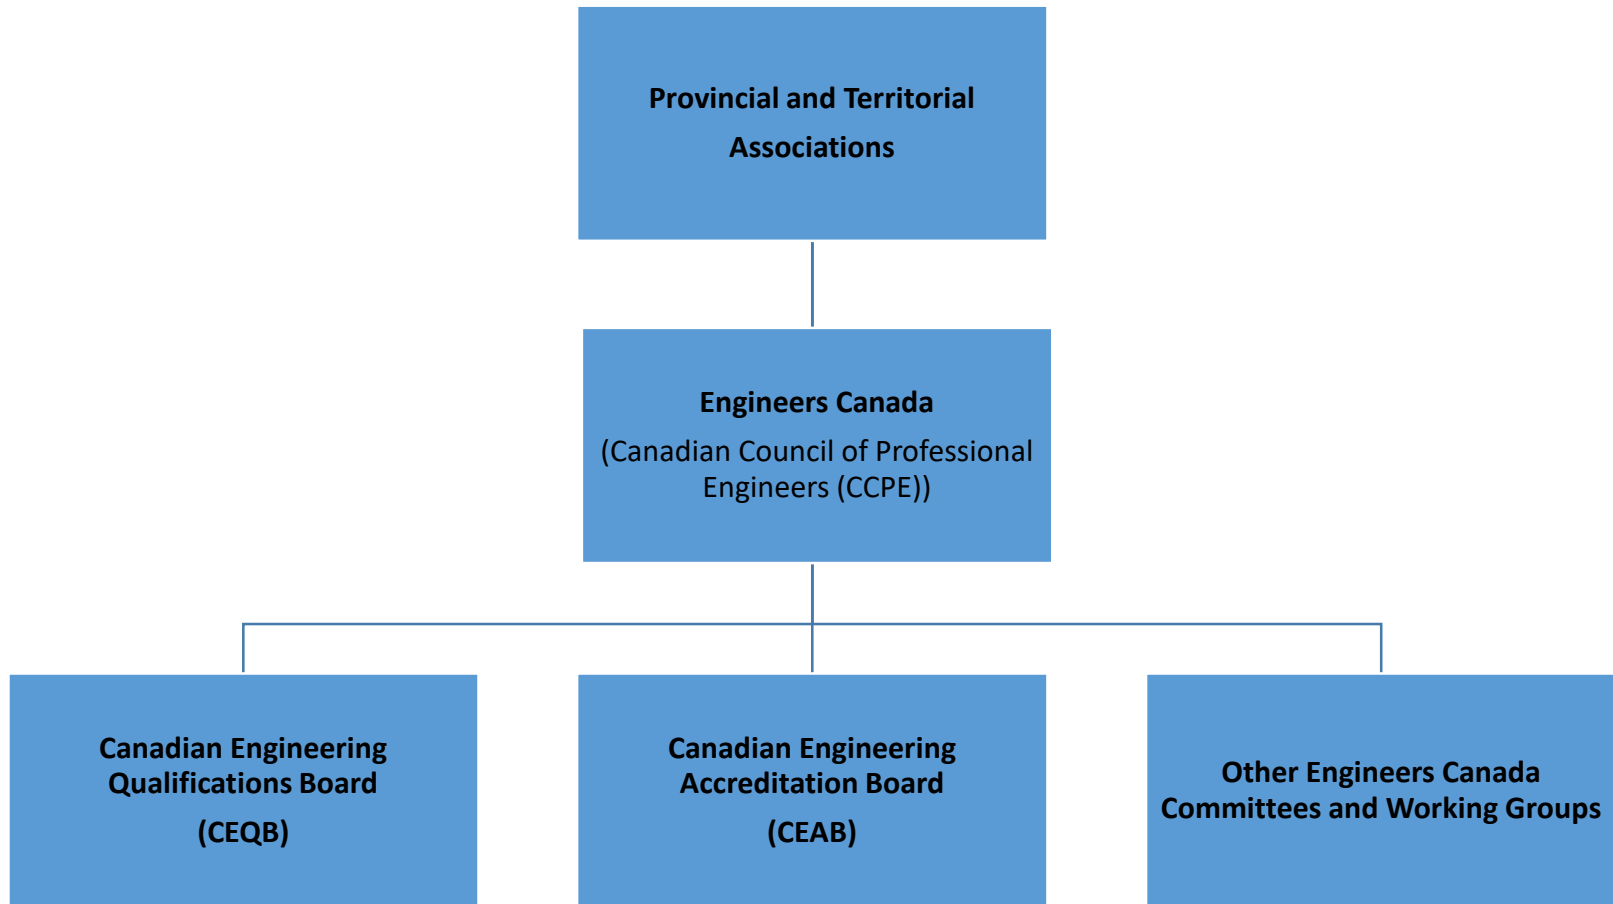 Provincial and Territorial
Associations
Engineers Canada
(Canadian Council of Professional
Engineers (CCPE))
Canadian Engineering
Qualifications Board
(CEQB)
Canadian Engineering
Accreditation Board
(CEAB)
Other Engineers Canada
Committees and Working Groups